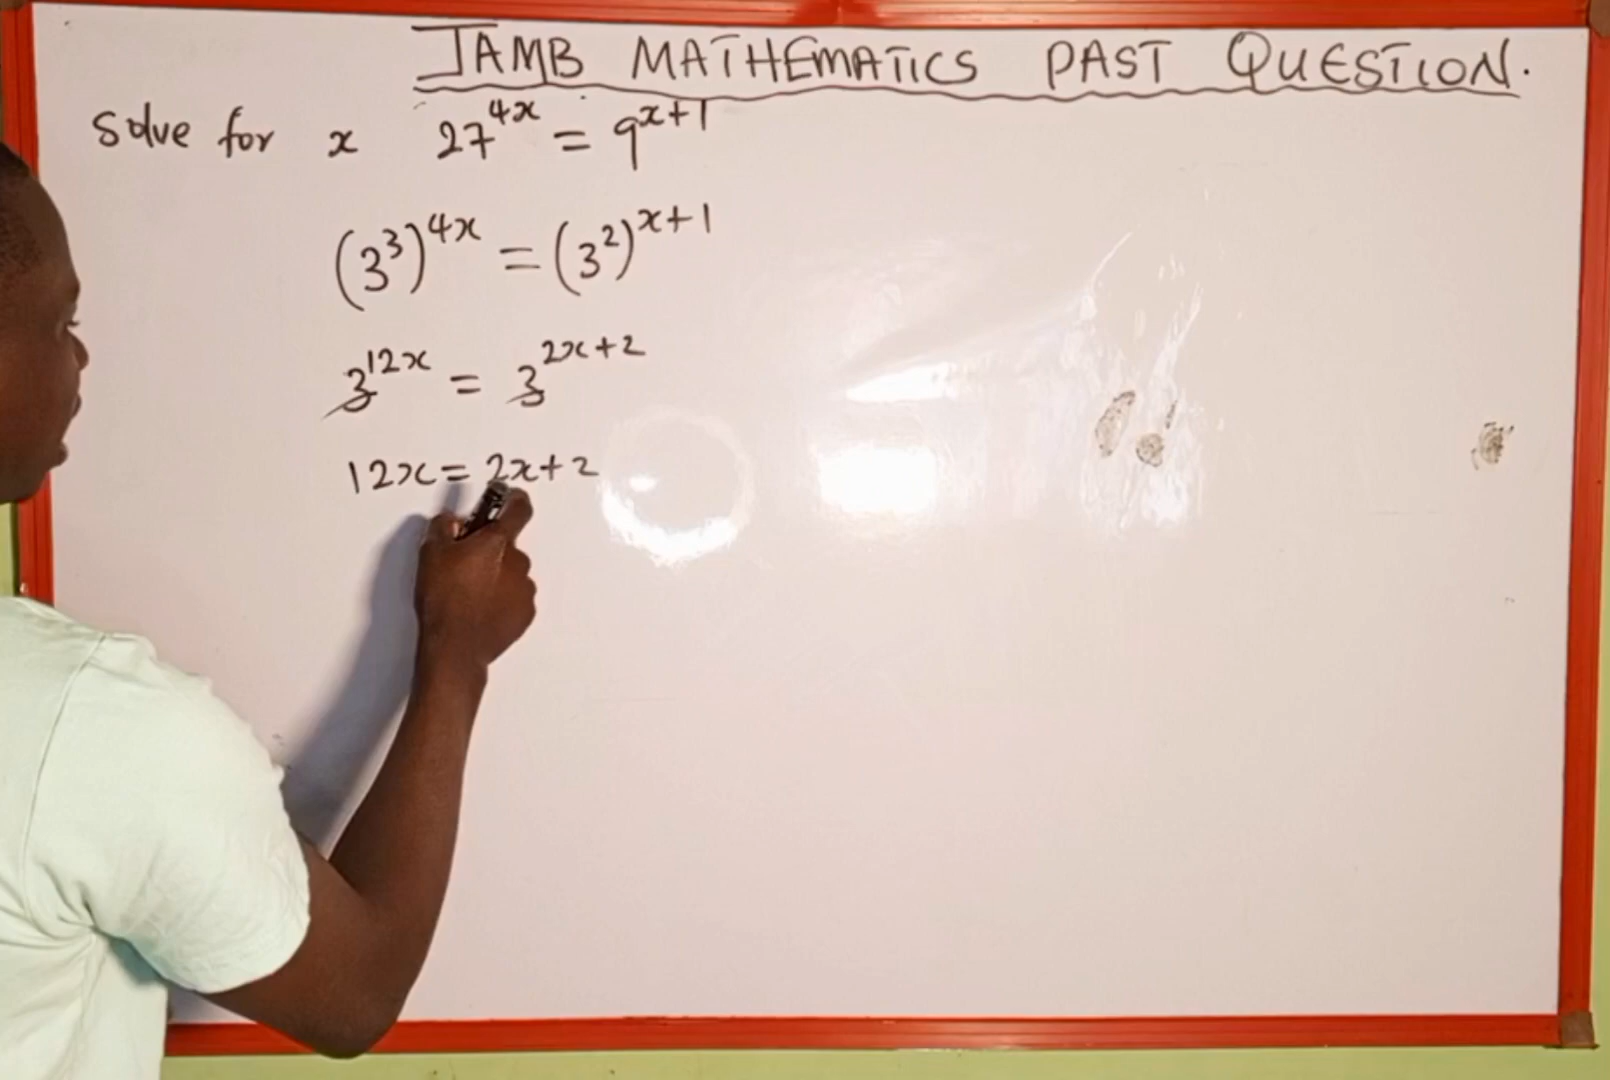 JAMB MATHEMATICS PAST QUESTION.
Solve for x 27^{4x} = 9^{x+1}
(3^3)^{4x} = (3^2)^{x+1}
3^{12x} = 3^{2x+2}
12x = 2x+2